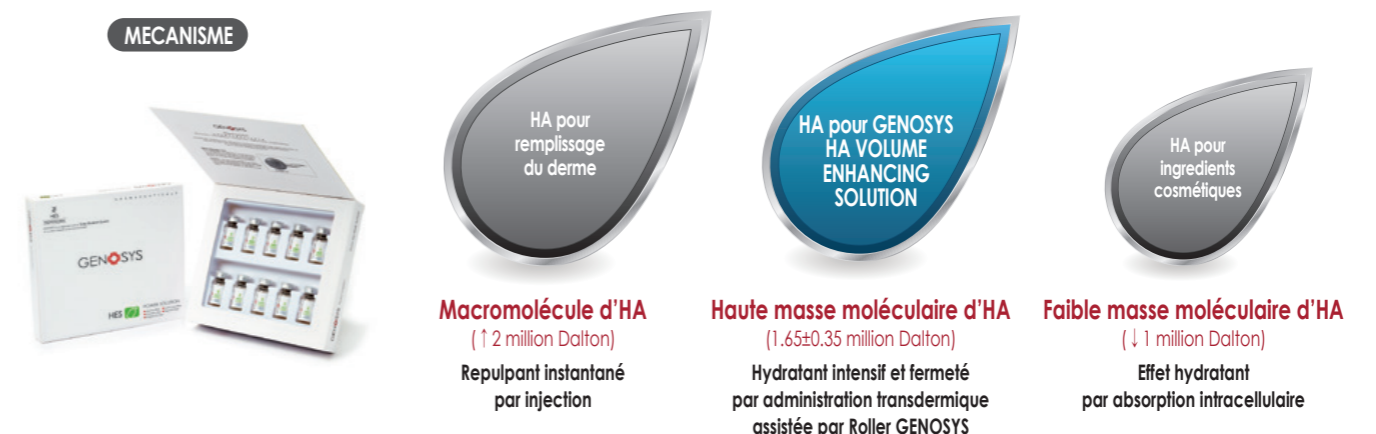 MECANISME
GENOSYS
GENOSYS
HES
HA pour
remplissage
du derme
Macromolécule d’HA
(↑2 million Dalton)
Repulpant instantané
par injection
HA pour GENOSYS
HA VOLUME
ENHANCING
SOLUTION
Haute masse moléculaire d’HA
(1.65±0.35 million Dalton)
Hydratant intensif et fermeté
par administration transdermique
assistée par Roller GENOSYS
HA pour
ingredients
cosmétiques
Faible masse moléculaire d’HA
(↓1 million Dalton)
Effet hydratant
par absorption intracellulaire